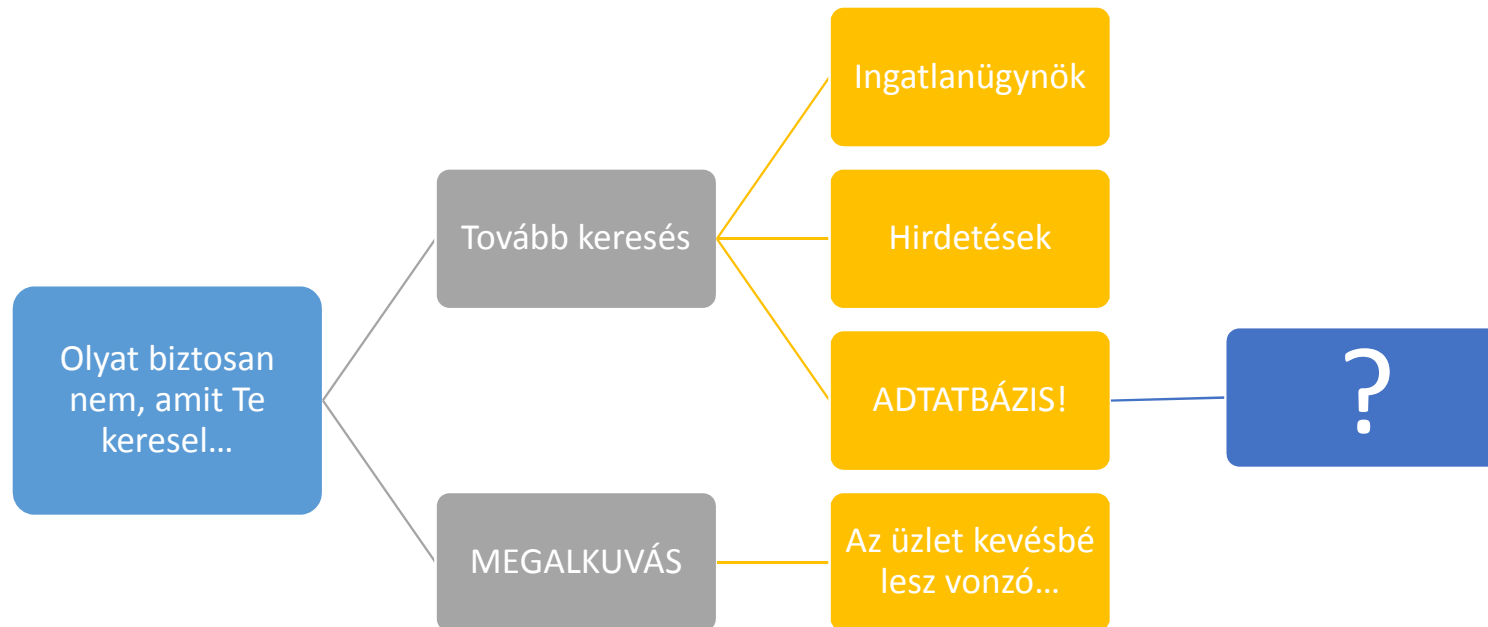 Olyat biztosan
nem, amit Te
keresel...
Tovább keresés
Ingatlanügynök
Hirdetések
ADTATBÁZIS!
?
MEGALKUVÁS
Az üzlet kevésbé
lesz vonzó...